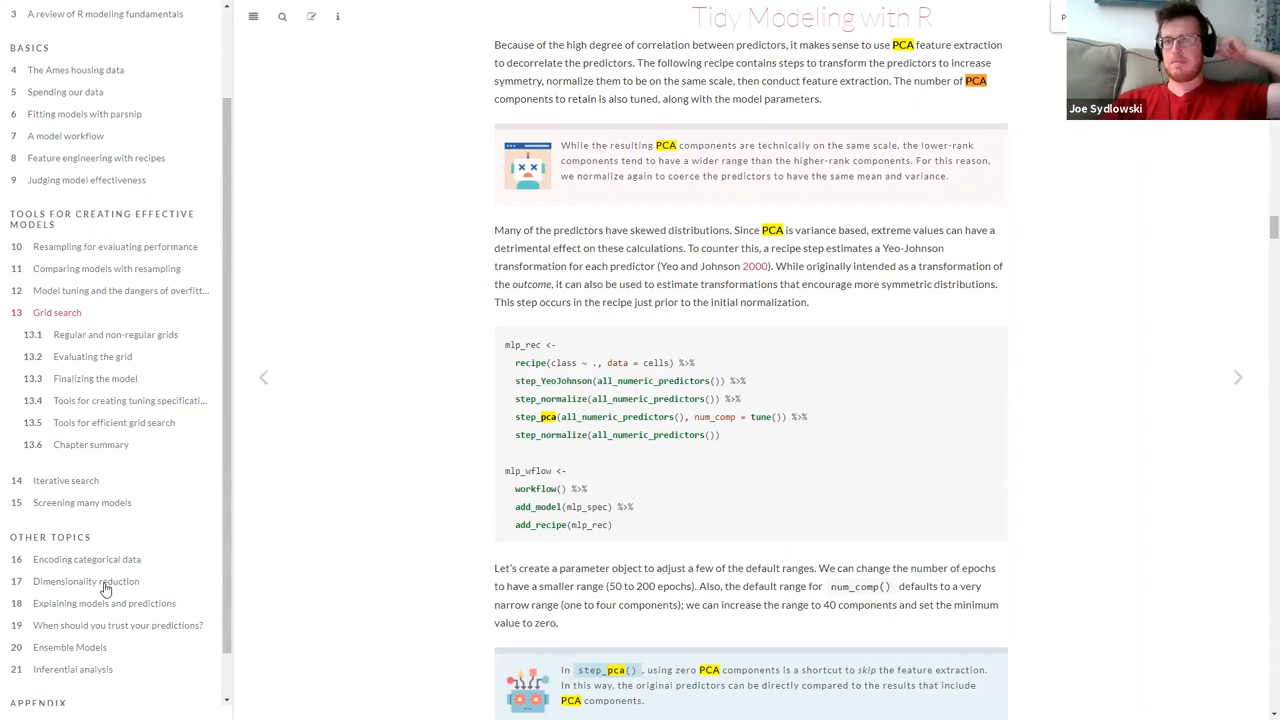 3 A review of R modeling fundamentals
BASICS
4 The Ames housing data
5 Spending our data
6 Fitting models with parsnip
7 A model workflow
8 Feature engineering with recipes
9 Judging model effectiveness
TOOLS FOR CREATING EFFECTIVE
MODELS
10 Resampling for evaluating performance
11 Comparing models with resampling
12 Model tuning and the dangers of overfitt...
13 Grid search
13.1 Regular and non-regular grids
13.2 Evaluating the grid
13.3 Finalizing the model
13.4 Tools for creating tuning specificati...
13.5 Tools for efficient grid search
13.6 Chapter summary
14 Iterative search
15 Screening many models
OTHER TOPICS
16 Encoding categorical data
17 Dimensionality reduction
18 Explaining models and predictions
19 When should you trust your predictions?
20 Ensemble Models
21 Inferential analysis
APPENDIX
Tidy Modeling with R
Because of the high degree of correlation between predictors, it makes sense to use PCA feature extraction
to decorrelate the predictors. The following recipe contains steps to transform the predictors to increase
symmetry, normalize them to be on the same scale, then conduct feature extraction. The number of PCA
components to retain is also tuned, along with the model parameters.
While the resulting PCA components are technically on the same scale, the lower-rank
components tend to have a wider range than the higher-rank components. For this reason,
we normalize again to coerce the predictors to have the same mean and variance.
Many of the predictors have skewed distributions. Since PCA is variance based, extreme values can have a
detrimental effect on these calculations. To counter this, a recipe step estimates a Yeo-Johnson
transformation for each predictor (Yeo and Johnson 2000). While originally intended as a transformation of
the outcome, it can also be used to estimate transformations that encourage more symmetric distributions.
This step occurs in the recipe just prior to the initial normalization.
mlp_rec <-
recipe(class ~ ., data = cells) %>%
step_YeoJohnson(all_numeric_predictors()) %>%
step_normalize(all_numeric_predictors()) %>%
step_pca(all_numeric_predictors(), num_comp = tune()) %>%
step_normalize(all_numeric_predictors())
mlp_wflow <-
workflow() %>%
add_model(mlp_spec) %>%
add_recipe(mlp_rec)
Let's create a parameter object to adjust a few of the default ranges. We can change the number of epochs
to have a smaller range (50 to 200 epochs). Also, the default range for num_comp() defaults to a very
narrow range (one to four components); we can increase the range to 40 components and set the minimum
value to zero.
In step_pca(), using zero PCA components is a shortcut to skip the feature extraction.
In this way, the original predictors can be directly compared to the results that include
PCA components.
Joe Sydlowski